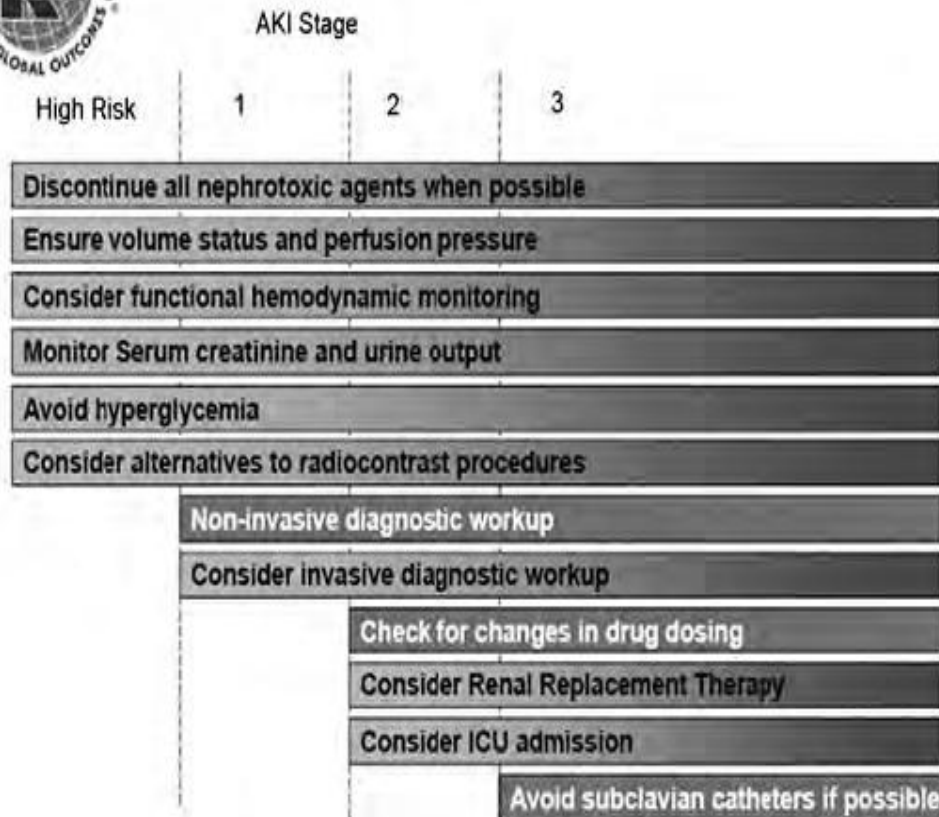 GLOBAL OUTCOMES
AKI Stage
High Risk 1 2 3
Discontinue all nephrotoxic agents when possible
Ensure volume status and perfusion pressure
Consider functional hemodynamic monitoring
Monitor Serum creatinine and urine output
Avoid hyperglycemia
Consider alternatives to radiocontrast procedures
Non-invasive diagnostic workup
Consider invasive diagnostic workup
Check for changes in drug dosing
Consider Renal Replacement Therapy
Consider ICU admission
Avoid subclavian catheters if possible